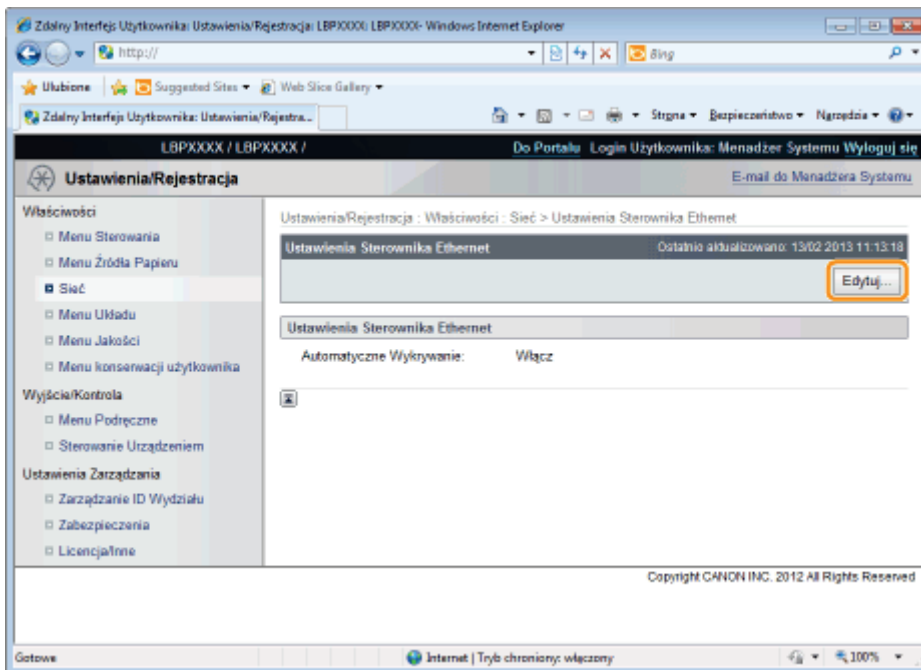 Zdalny Interfejs Użytkownika: Ustawienia/Rejestracja: LBPXXXX: LBPXXXX- Windows Internet Explorer
http://
Bing
Ulubione Suggested Sites Web Slice Gallery
Zdalny Interfejs Użytkownika: Ustawienia/Rejestra...
Strona Bezpieczeństwo Narzędzia
LBPXXXX / LBPXXXX /
Do Portalu Login Użytkownika: Menadżer Systemu Wyloguj się
Ustawienia/Rejestracja
E-mail do Menadżera Systemu
Właściwości
Menu Sterowania
Menu Źródła Papieru
Sieć
Menu Układu
Menu Jakości
Menu konserwacji użytkownika
Wyjście/Kontrola
Menu Podręczne
Sterowanie Urządzeniem
Ustawienia Zarządzania
Zarządzanie ID Wydziału
Zabezpieczenia
Licencja/Inne
Ustawienia/Rejestracja : Właściwości : Sieć > Ustawienia Sterownika Ethernet
Ustawienia Sterownika Ethernet
Ostatnio aktualizowano: 13/02 2013 11:13:18
Edytuj...
Ustawienia Sterownika Ethernet
Automatyczne Wykrywanie: Włącz
Copyright CANON INC. 2012 All Rights Reserved
Gotowe
Internet | Tryb chroniony: włączony
100%